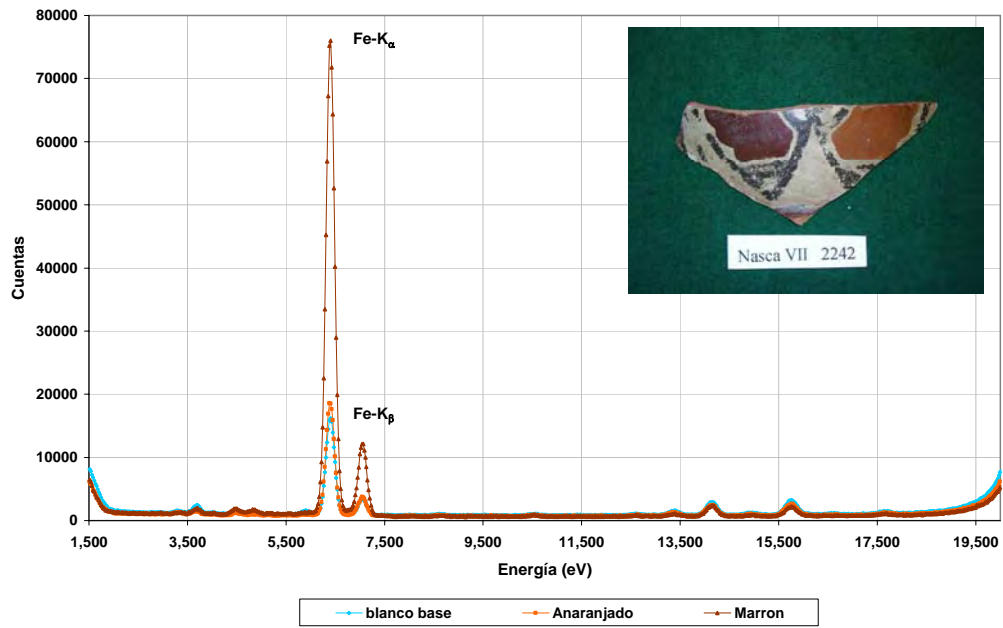 80000
70000
60000
50000
40000
30000
20000
10000
0
Cuentas
Fe-Kα
Fe-Kβ
Nasca VII 2242
1,500 3,500 5,500 7,500 9,500 11,500 13,500 15,500 17,500 19,500
Energía (eV)
blanco base Anaranjado Marron